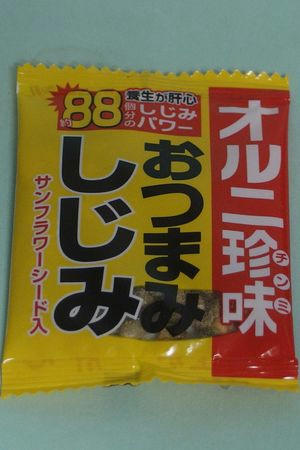 養生が肝心
約88個分のしじみパワー
オルニ珍味
チンミ
おつまみ
しじみ
サンフラワーシード入